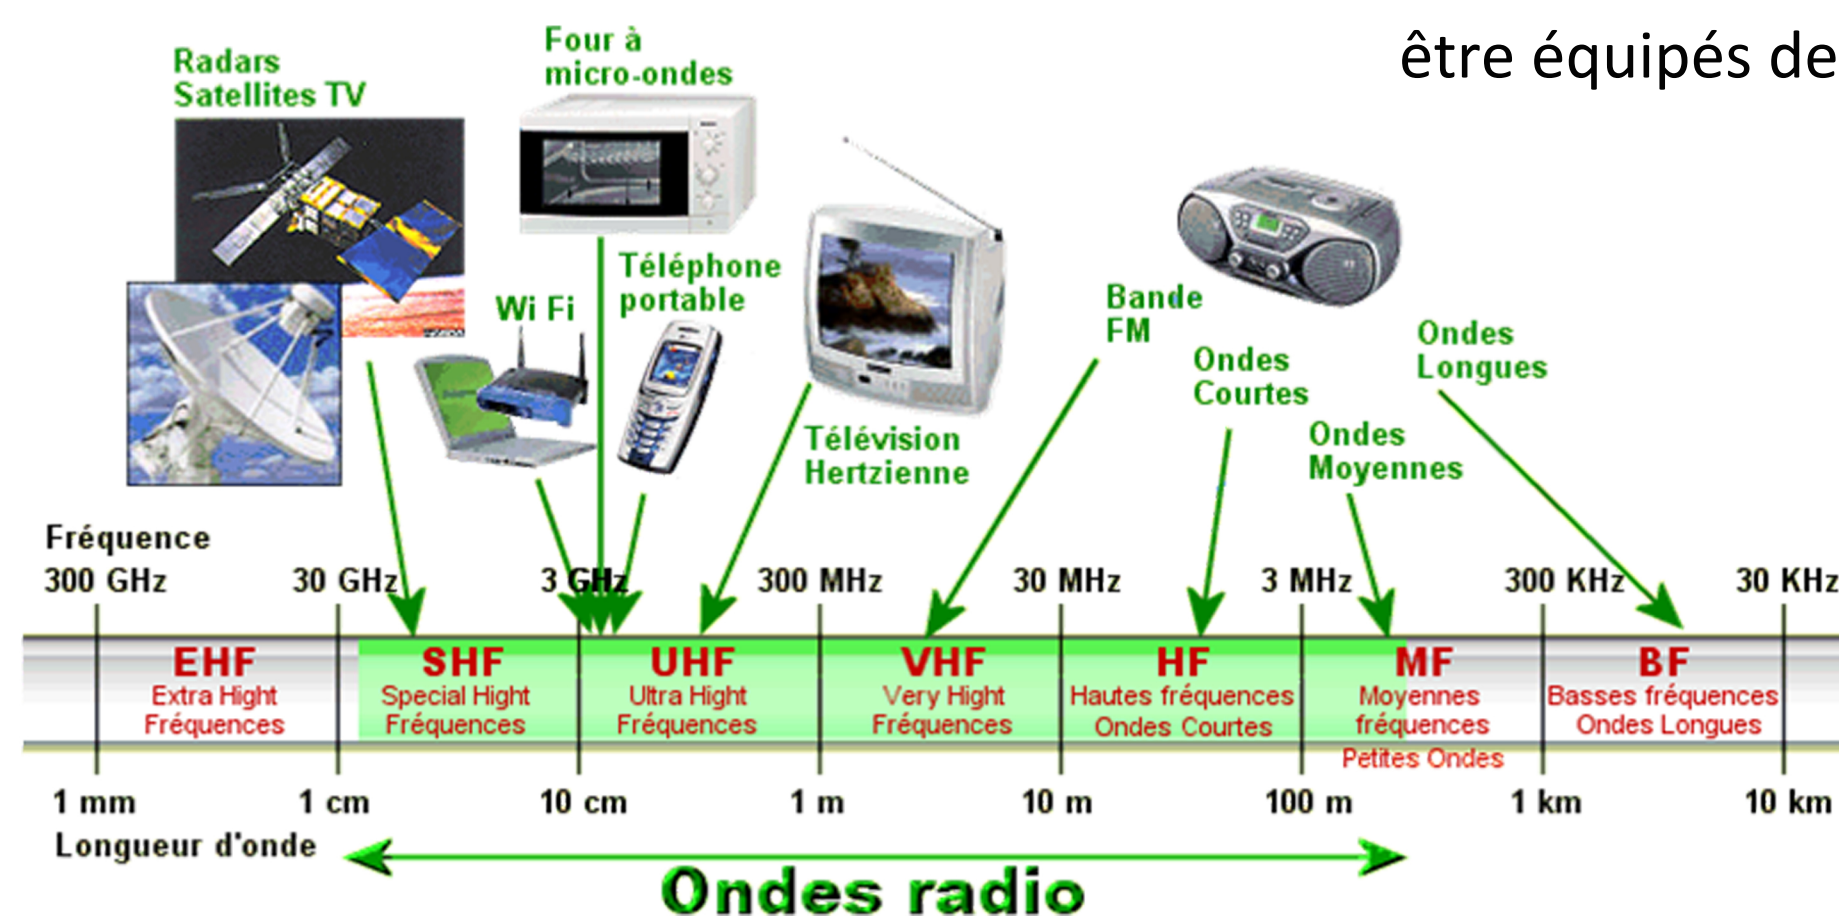 être équipés de
Radars
Satellites TV
Four à
micro-ondes
Wi Fi
Téléphone
portable
Télévision
Hertzienne
Bande
FM
Ondes
Courtes
Ondes
Moyennes
Ondes
Longues
Fréquence
300 GHz 30 GHz 3 GHz 300 MHz 30 MHz 3 MHz 300 KHz 30 KHz
EHF
Extra Hight
Fréquences
SHF
Special Hight
Fréquences
UHF
Ultra Hight
Fréquences
VHF
Very Hight
Fréquences
HF
Hautes fréquences
Ondes Courtes
MF
Moyennes
fréquences
Petites Ondes
BF
Basses fréquences
Ondes Longues
1 mm 1 cm 10 cm 1 m 10 m 100 m 1 km 10 km
Longueur d'onde
Ondes radio